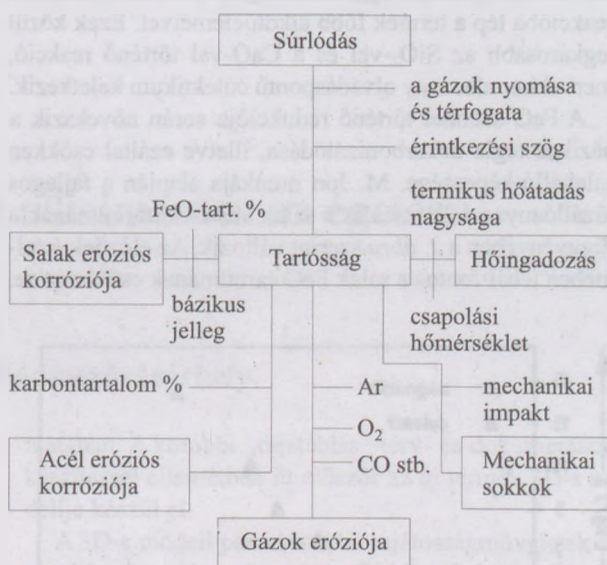 Súrlódás
a gázok nyomása
és térfogata
érintkezési szög
termikus hőátadás
nagysága
FeO-tart. %
Salak eróziós
korróziója
Tartósság
Hőingadozás
bázikus
jelleg
csapolási
hőmérséklet
karbontartalom %
Ar
O₂
CO stb.
mechanikai
impakt
Acél eróziós
korróziója
Mechanikai
sokkok
Gázok eróziója